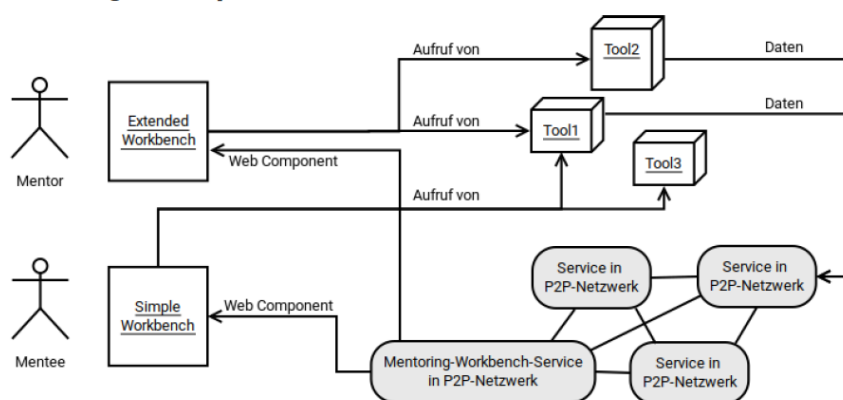 Aufruf von
Tool2
Daten
Extended
Workbench
Aufruf von
Tool1
Daten
Mentor
Web Component
Tool3
Aufruf von
Simple
Workbench
Web Component
Mentee
Service in
P2P-Netzwerk
Service in
P2P-Netzwerk
Mentoring-Workbench-Service
in P2P-Netzwerk
Service in
P2P-Netzwerk